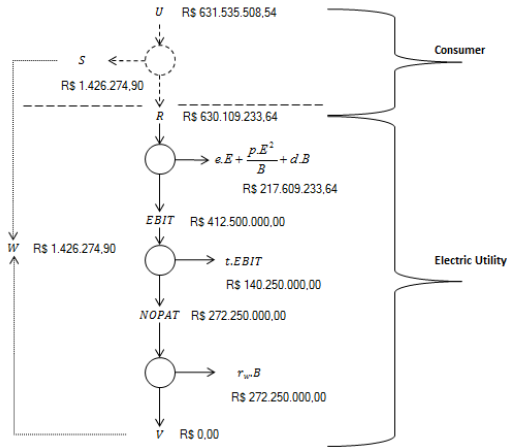 U R$ 631.535.508,54
Consumer
S
R$ 1.426.274,90
R R$ 630.109.233,64
e.E + p.E²/B + d.B
R$ 217.609.233,64
EBIT R$ 412.500.000,00
W R$ 1.426.274,90
t.EBIT
Electric Utility
R$ 140.250.000,00
NOPAT R$ 272.250.000,00
r_w.B
R$ 272.250.000,00
V R$ 0,00